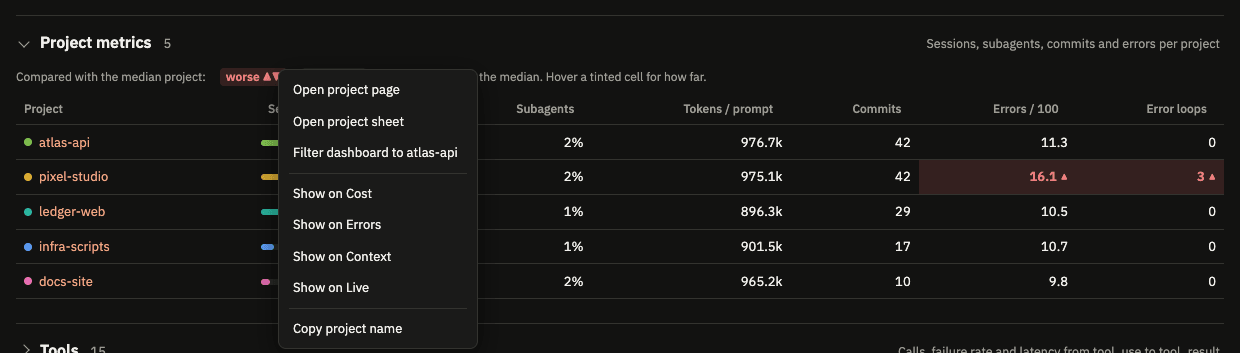 Project metrics 5
Sessions, subagents, commits and errors per project
Compared with the median project: worse ▲▼ the median. Hover a tinted cell for how far.
Project Subagents Tokens / prompt Commits Errors / 100 Error loops
atlas-api 2% 976.7k 42 11.3 0
pixel-studio 2% 975.1k 42 16.1 ▲ 3 ▲
ledger-web 1% 896.3k 29 10.5 0
infra-scripts 1% 901.5k 17 10.7 0
docs-site 2% 965.2k 10 9.8 0
Open project page
Open project sheet
Filter dashboard to atlas-api
Show on Cost
Show on Errors
Show on Context
Show on Live
Copy project name
Tools 15
Calls, failure rate and latency from tool_use to tool_result